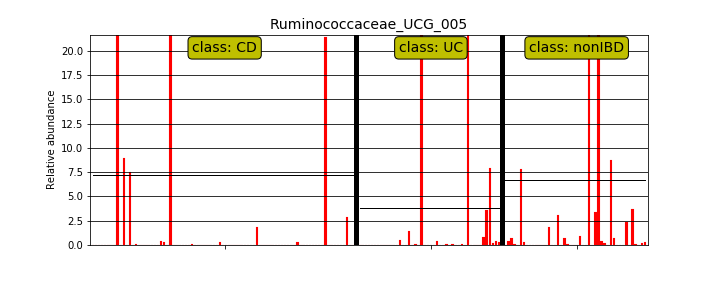 Ruminococcaceae_UCG_005
class: CD
class: UC
class: nonIBD
Relative abundance
20.0
17.5
15.0
12.5
10.0
7.5
5.0
2.5
0.0